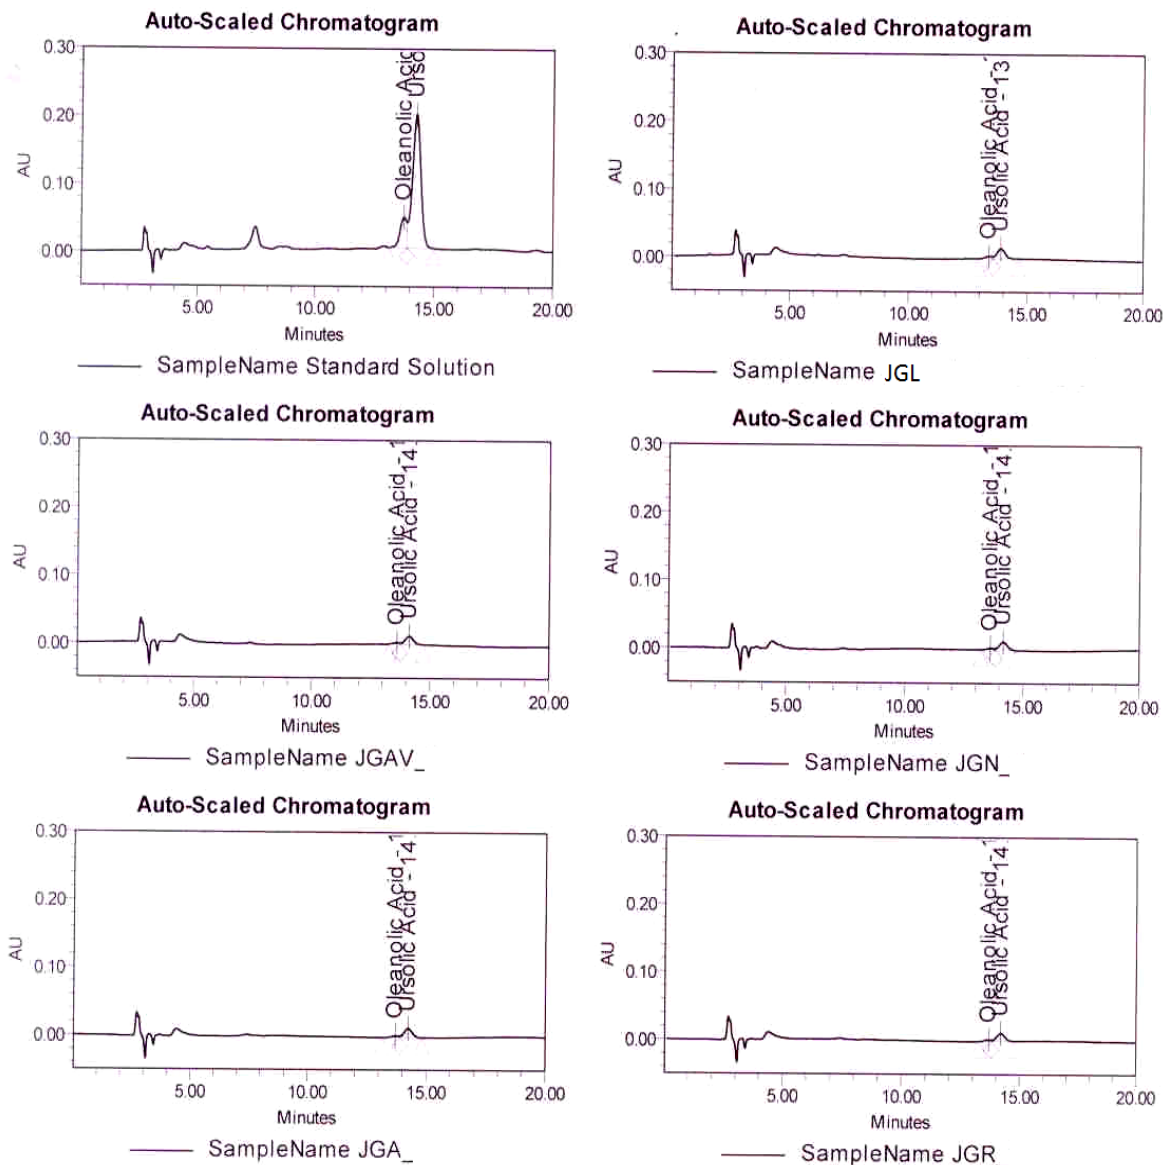 Auto-Scaled Chromatogram
0.30
0.20
0.10
0.00
AU
Oleanolic Acid
Urso
5.00 10.00 15.00 20.00
Minutes
SampleName Standard Solution
Auto-Scaled Chromatogram
0.30
0.20
0.10
0.00
AU
Oleanolic Acid
Ursolic Acid - 13
5.00 10.00 15.00 20.00
Minutes
SampleName JGL
Auto-Scaled Chromatogram
0.30
0.20
0.10
0.00
AU
Oleanolic Acid - 1
Ursolic Acid - 14.
5.00 10.00 15.00 20.00
Minutes
SampleName JGAV_
Auto-Scaled Chromatogram
0.30
0.20
0.10
0.00
AU
Oleanolic Acid - 1
Ursolic Acid - 14.
5.00 10.00 15.00 20.00
Minutes
SampleName JGN_
Auto-Scaled Chromatogram
0.30
0.20
0.10
0.00
AU
Oleanolic Acid - 1
Ursolic Acid - 14.
5.00 10.00 15.00 20.00
Minutes
SampleName JGA_
Auto-Scaled Chromatogram
0.30
0.20
0.10
0.00
AU
Oleanolic Acid - 1
Ursolic Acid - 14.
5.00 10.00 15.00 20.00
Minutes
SampleName JGR